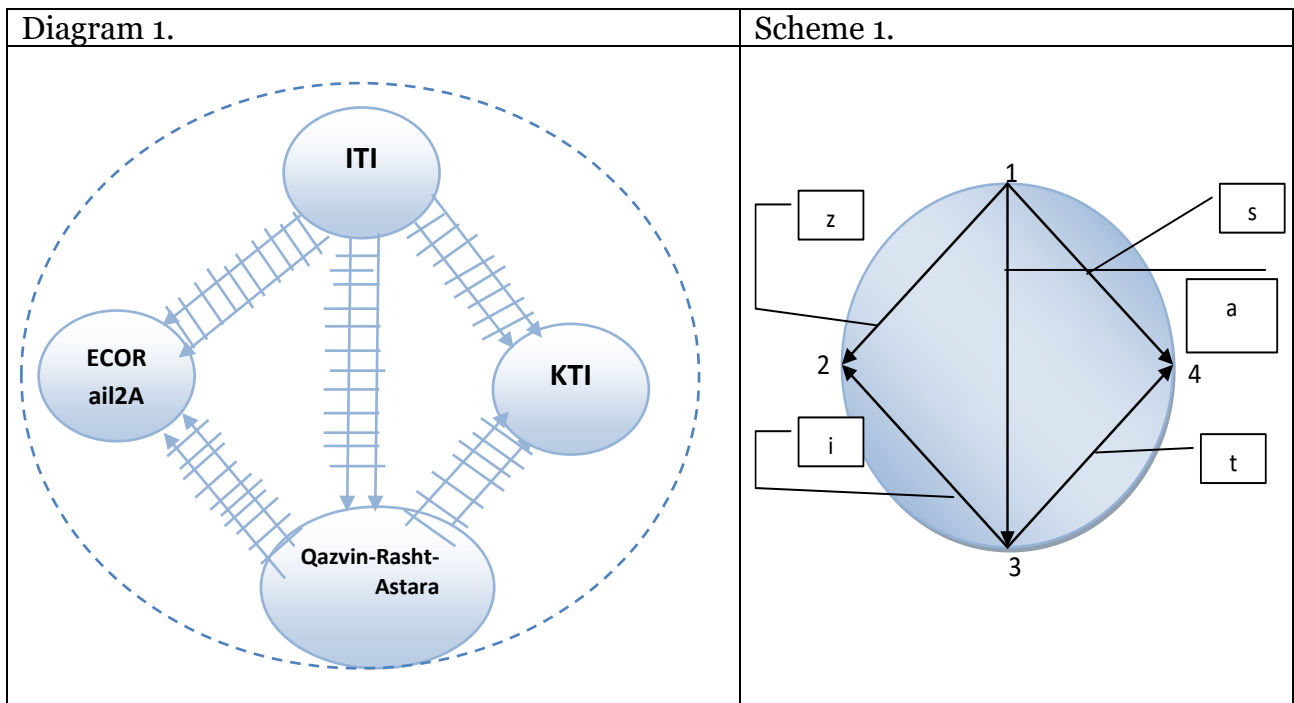 Diagram 1.
ITI
ECOR
ail2A
KTI
Qazvin-Rasht-
Astara
Scheme 1.
1
z
s
a
2
4
i
t
3